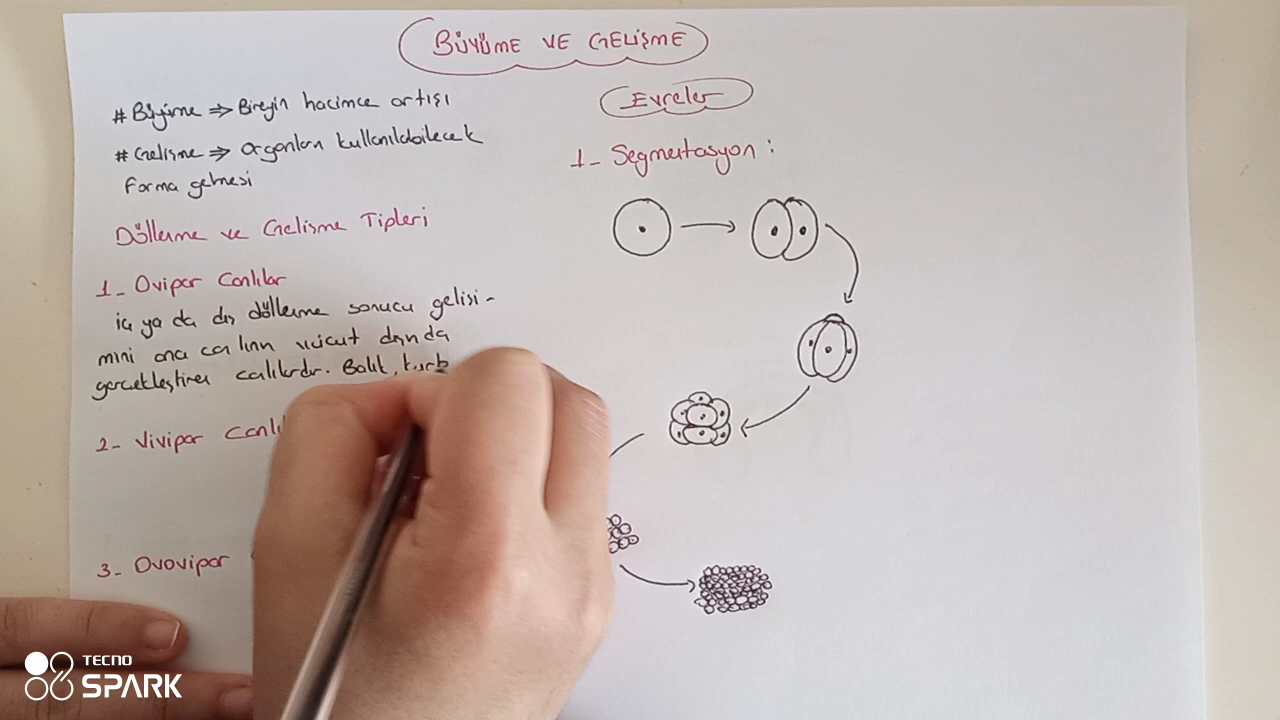 BÜYÜME VE GELİŞME
# Büyüme ⇒ Bireyin hacimce artışı
# Gelişme ⇒ Organların kullanılabilecek
forma gelmesi
Döllenme ve Gelişme Tipleri
1- Ovipar Canlılar
iç ya da dış döllenme sonucu gelişi-
mini ana canlının vücut dışında
gerçekleştiren canlılardır. Balık, kurb
2- Vivipar Canlı
3- Ovovipar
Evreler
1- Segmentasyon :
TECNO
SPARK